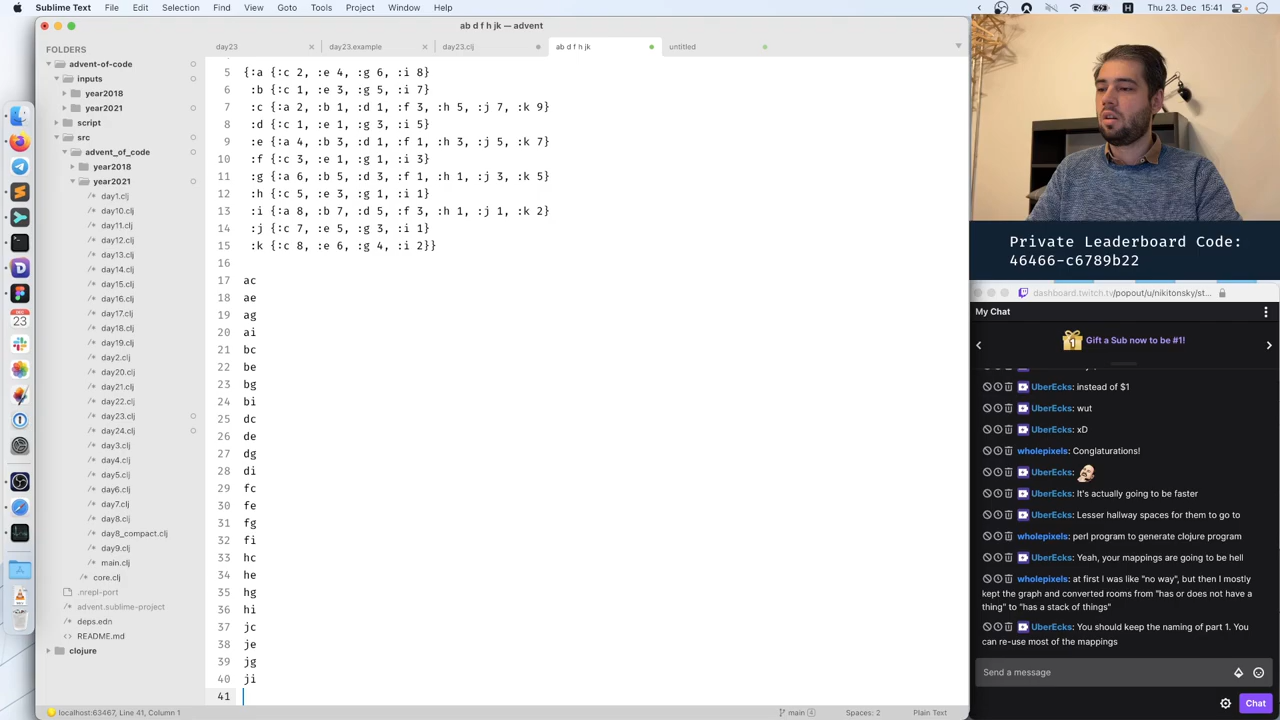 Sublime Text File Edit Selection Find View Goto Tools Project Window Help
Thu 23. Dec 15:41
ab d f h jk — advent
FOLDERS
advent-of-code
inputs
year2018
year2021
script
src
advent_of_code
year2018
year2021
day1.clj
day10.clj
day11.clj
day12.clj
day13.clj
day14.clj
day15.clj
day16.clj
day17.clj
day18.clj
day19.clj
day2.clj
day20.clj
day21.clj
day22.clj
day23.clj
day24.clj
day3.clj
day4.clj
day5.clj
day6.clj
day7.clj
day8.clj
day8_compact.clj
day9.clj
main.clj
core.clj
.nrepl-port
advent.sublime-project
deps.edn
README.md
clojure
day23 day23.example day23.clj ab d f h jk untitled
5 {:a {:c 2, :e 4, :g 6, :i 8}
6 :b {:c 1, :e 3, :g 5, :i 7}
7 :c {:a 2, :b 1, :d 1, :f 3, :h 5, :j 7, :k 9}
8 :d {:c 1, :e 1, :g 3, :i 5}
9 :e {:a 4, :b 3, :d 1, :f 1, :h 3, :j 5, :k 7}
10 :f {:c 3, :e 1, :g 1, :i 3}
11 :g {:a 6, :b 5, :d 3, :f 1, :h 1, :j 3, :k 5}
12 :h {:c 5, :e 3, :g 1, :i 1}
13 :i {:a 8, :b 7, :d 5, :f 3, :h 1, :j 1, :k 2}
14 :j {:c 7, :e 5, :g 3, :i 1}
15 :k {:c 8, :e 6, :g 4, :i 2}}
16
17 ac
18 ae
19 ag
20 ai
21 bc
22 be
23 bg
24 bi
25 dc
26 de
27 dg
28 di
29 fc
30 fe
31 fg
32 fi
33 hc
34 he
35 hg
36 hi
37 jc
38 je
39 jg
40 ji
41
localhost:63467, Line 41, Column 1 main 4 Spaces: 2 Plain Text
Private Leaderboard Code:
46466-c6789b22
dashboard.twitch.tv/popout/u/nikitonsky/st...
My Chat
Gift a Sub now to be #1!
UberEcks: instead of $1
UberEcks: wut
UberEcks: xD
wholepixels: Conglaturations!
UberEcks:
UberEcks: It's actually going to be faster
UberEcks: Lesser hallway spaces for them to go to
wholepixels: perl program to generate clojure program
UberEcks: Yeah, your mappings are going to be hell
wholepixels: at first I was like "no way", but then I mostly
kept the graph and converted rooms from "has or does not have a
thing" to "has a stack of things"
UberEcks: You should keep the naming of part 1. You
can re-use most of the mappings
Send a message
Chat